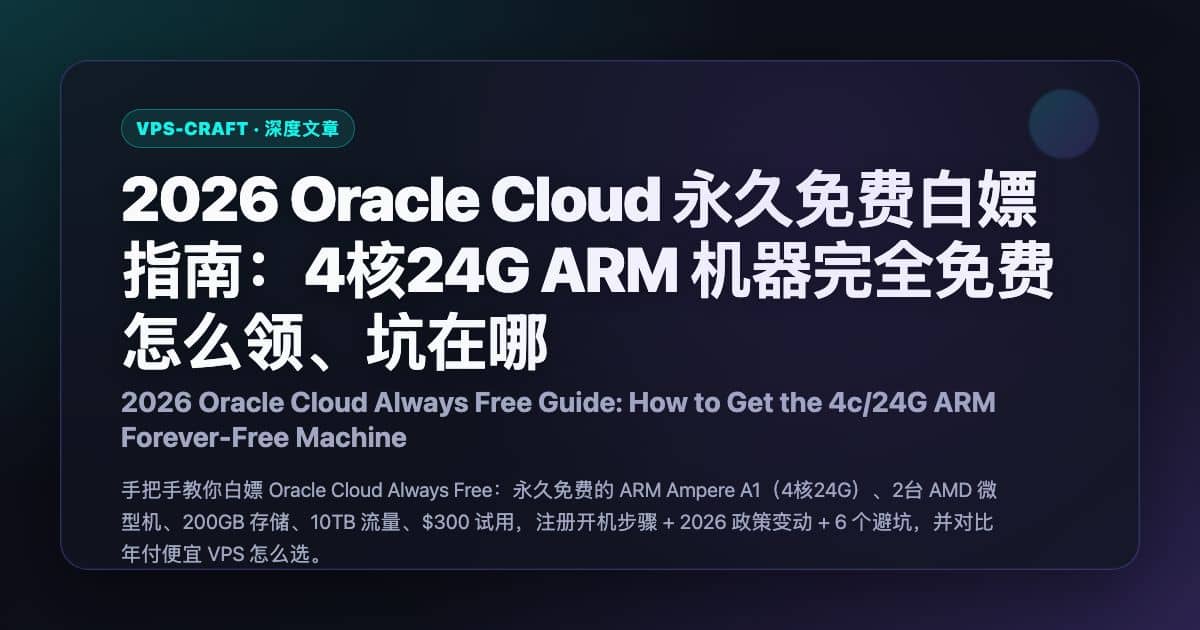 VPS-CRAFT · 深度文章
2026 Oracle Cloud 永久免费白嫖
指南：4核24G ARM 机器完全免费
怎么领、坑在哪
2026 Oracle Cloud Always Free Guide: How to Get the 4c/24G ARM
Forever-Free Machine
手把手教你白嫖 Oracle Cloud Always Free：永久免费的 ARM Ampere A1（4核24G）、2台 AMD 微
型机、200GB 存储、10TB 流量、$300 试用，注册开机步骤 + 2026 政策变动 + 6 个避坑，并对比
年付便宜 VPS 怎么选。